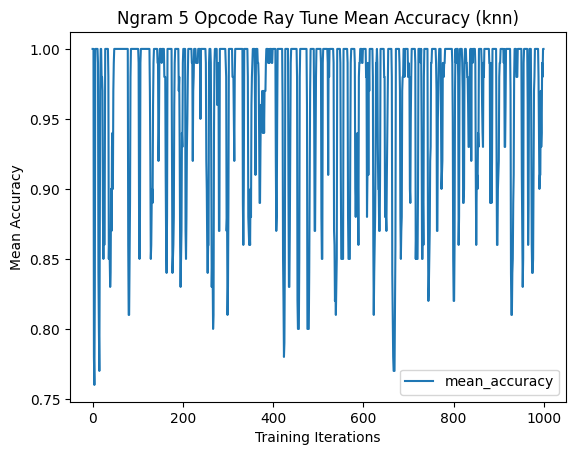 Ngram 5 Opcode Ray Tune Mean Accuracy (knn)
1.00
0.95
0.90
0.85
0.80
0.75
Mean Accuracy
mean_accuracy
0 200 400 600 800 1000
Training Iterations